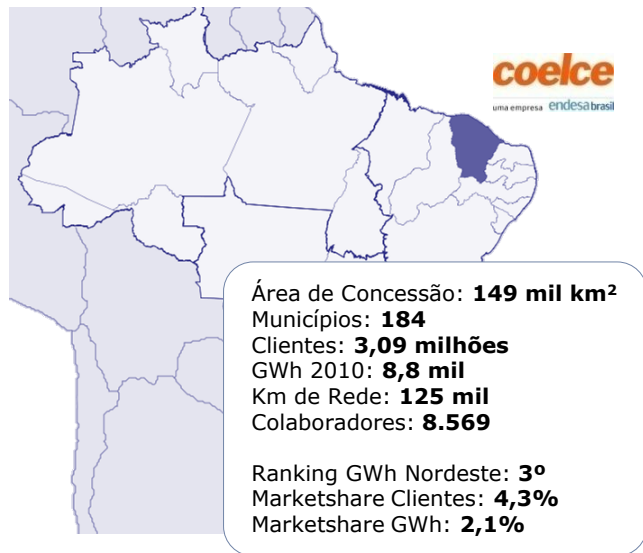 coelce
uma empresa endesabrasil
Área de Concessão: 149 mil km²
Municípios: 184
Clientes: 3,09 milhões
GWh 2010: 8,8 mil
Km de Rede: 125 mil
Colaboradores: 8.569
Ranking GWh Nordeste: 3º
Marketshare Clientes: 4,3%
Marketshare GWh: 2,1%